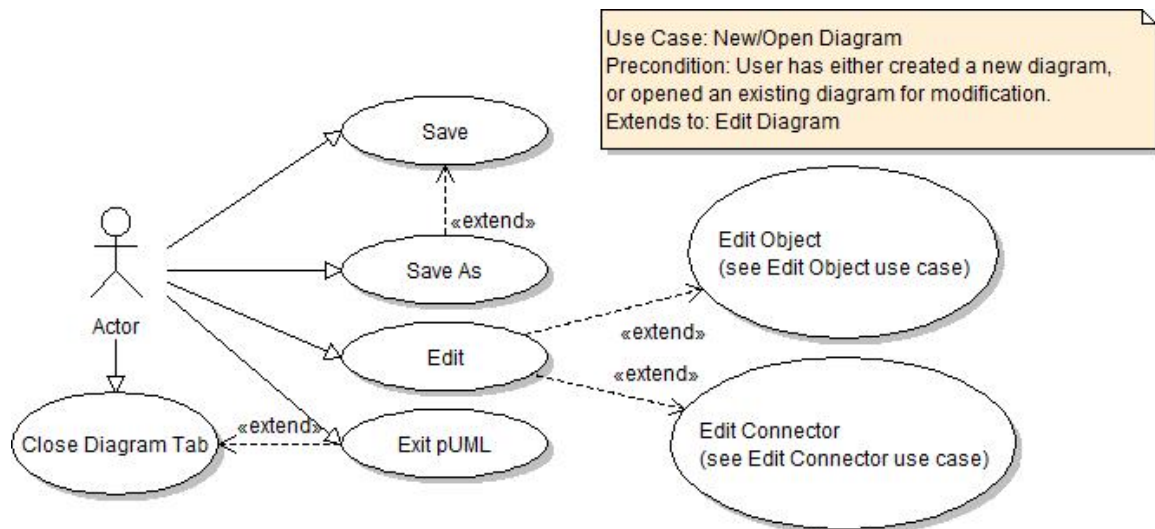 Use Case: New/Open Diagram
Precondition: User has either created a new diagram,
or opened an existing diagram for modification.
Extends to: Edit Diagram
Save
«extend»
Save As
Actor
Edit
Edit Object
(see Edit Object use case)
«extend»
«extend»
Close Diagram Tab
«extend»
Exit pUML
Edit Connector
(see Edit Connector use case)